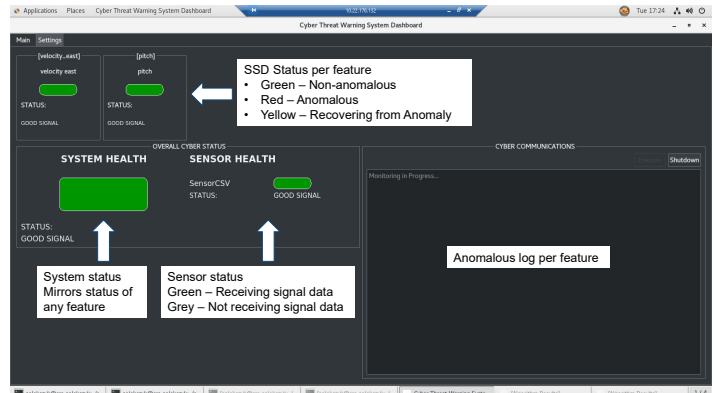 Applications Places Cyber Threat Warning System Dashboard 10.22.176.132 Tue 17:24
Cyber Threat Warning System Dashboard
Main Settings
[velocity_east] [pitch]
velocity east pitch
STATUS: STATUS:
GOOD SIGNAL GOOD SIGNAL
SSD Status per feature
• Green – Non-anomalous
• Red – Anomalous
• Yellow – Recovering from Anomaly
OVERALL CYBER STATUS
SYSTEM HEALTH SENSOR HEALTH
SensorCSV
STATUS: GOOD SIGNAL
STATUS:
GOOD SIGNAL
System status
Mirrors status of
any feature
Sensor status
Green – Receiving signal data
Grey – Not receiving signal data
CYBER COMMUNICATIONS
Shutdown
Monitoring in Progress...
Anomalous log per feature